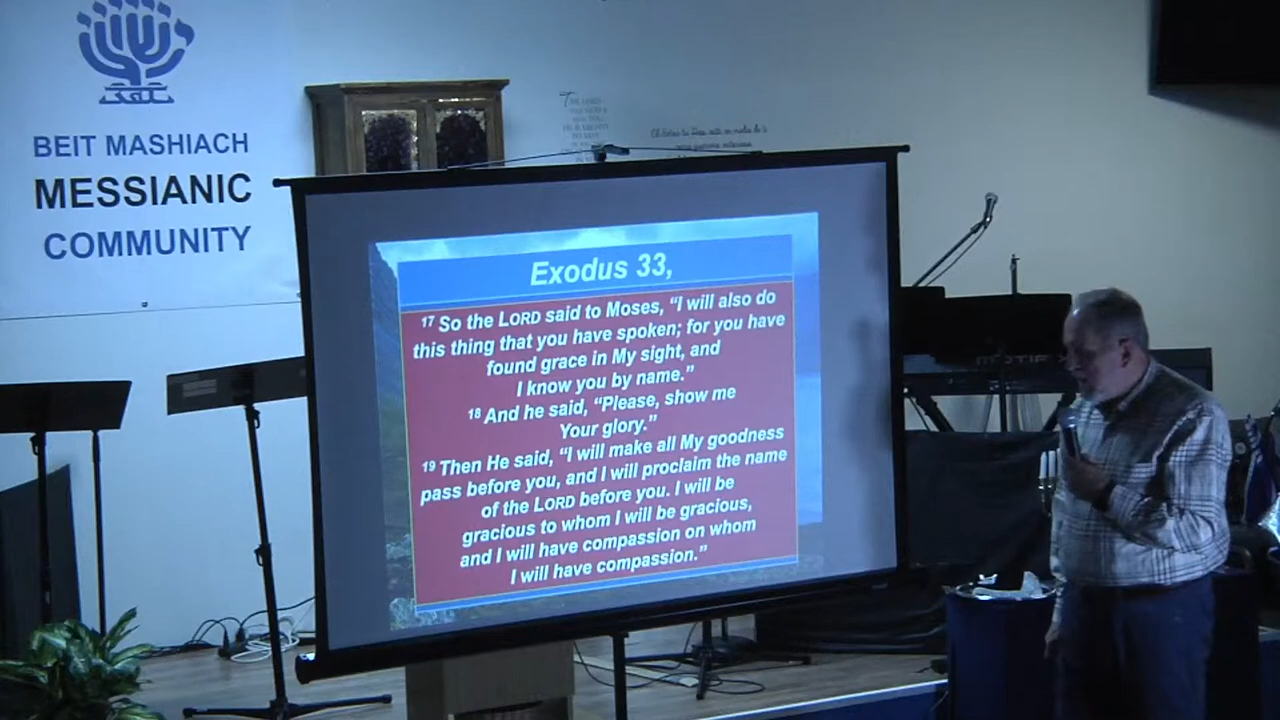 BEIT MASHIACH
MESSIANIC
COMMUNITY
Exodus 33,
17 So the LORD said to Moses, “I will also do
this thing that you have spoken; for you have
found grace in My sight, and
I know you by name.”
18 And he said, “Please, show me
Your glory.”
19 Then He said, “I will make all My goodness
pass before you, and I will proclaim the name
of the LORD before you. I will be
gracious to whom I will be gracious,
and I will have compassion on whom
I will have compassion.”